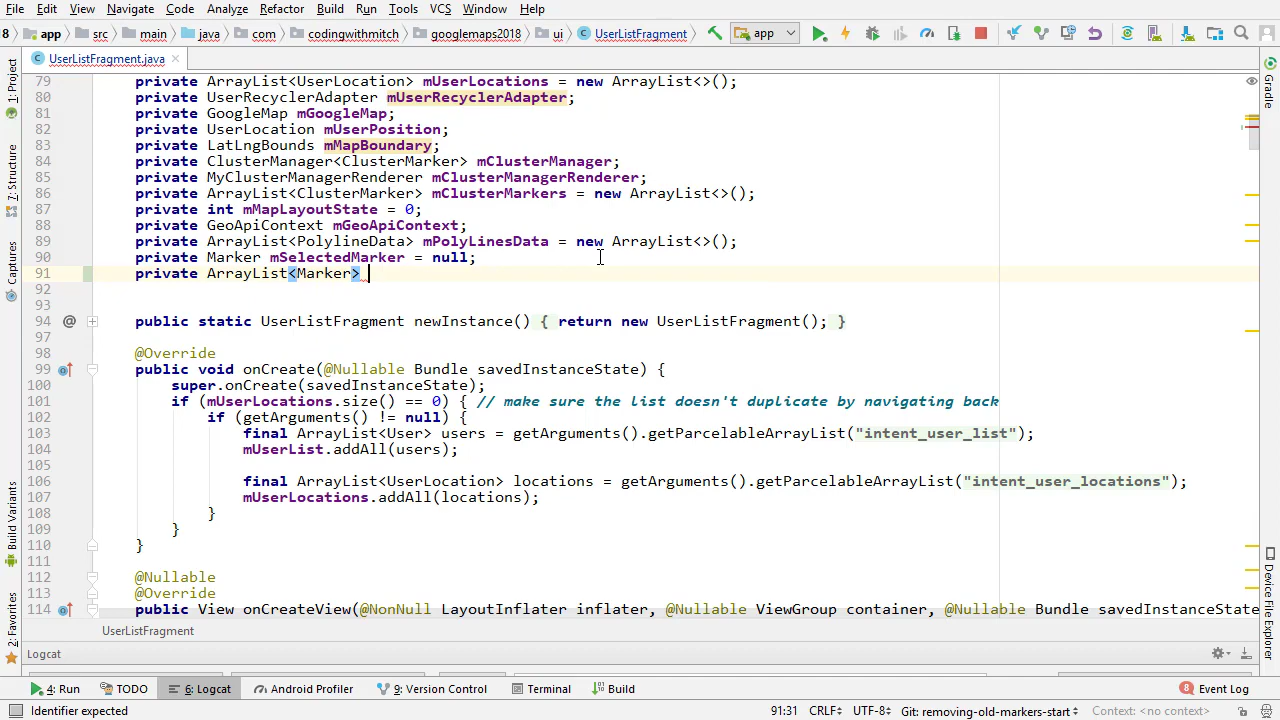 File Edit View Navigate Code Analyze Refactor Build Run Tools VCS Window Help
8 app src main java com codingwithmitch googlemaps2018 ui UserListFragment app
UserListFragment.java
79 private ArrayList<UserLocation> mUserLocations = new ArrayList<>();
80 private UserRecyclerAdapter mUserRecyclerAdapter;
81 private GoogleMap mGoogleMap;
82 private UserLocation mUserPosition;
83 private LatLngBounds mMapBoundary;
84 private ClusterManager<ClusterMarker> mClusterManager;
85 private MyClusterManagerRenderer mClusterManagerRenderer;
86 private ArrayList<ClusterMarker> mClusterMarkers = new ArrayList<>();
87 private int mMapLayoutState = 0;
88 private GeoApiContext mGeoApiContext;
89 private ArrayList<PolylineData> mPolyLinesData = new ArrayList<>();
90 private Marker mSelectedMarker = null;
91 private ArrayList<Marker>
92
93
94 @ public static UserListFragment newInstance() { return new UserListFragment(); }
97
98 @Override
99 public void onCreate(@Nullable Bundle savedInstanceState) {
100 super.onCreate(savedInstanceState);
101 if (mUserLocations.size() == 0) { // make sure the list doesn't duplicate by navigating back
102 if (getArguments() != null) {
103 final ArrayList<User> users = getArguments().getParcelableArrayList("intent_user_list");
104 mUserList.addAll(users);
105
106 final ArrayList<UserLocation> locations = getArguments().getParcelableArrayList("intent_user_locations");
107 mUserLocations.addAll(locations);
108 }
109 }
110 }
111
112 @Nullable
113 @Override
114 public View onCreateView(@NonNull LayoutInflater inflater, @Nullable ViewGroup container, @Nullable Bundle savedInstanceState
UserListFragment
1: Project
7: Structure
Captures
Build Variants
2: Favorites
Gradle
Device File Explorer
Logcat
4: Run TODO 6: Logcat Android Profiler 9: Version Control Terminal Build 8 Event Log
Identifier expected 91:31 CRLF UTF-8 Git: removing-old-markers-start Context: <no context>